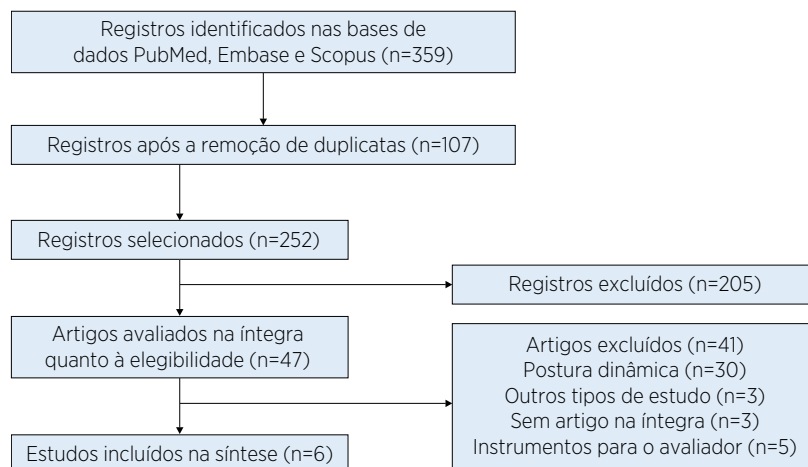 Registros identificados nas bases de
dados PubMed, Embase e Scopus (n=359)
Registros após a remoção de duplicatas (n=107)
Registros selecionados (n=252)
Registros excluídos (n=205)
Artigos avaliados na íntegra
quanto à elegibilidade (n=47)
Artigos excluídos (n=41)
Postura dinâmica (n=30)
Outros tipos de estudo (n=3)
Sem artigo na íntegra (n=3)
Instrumentos para o avaliador (n=5)
Estudos incluídos na síntese (n=6)